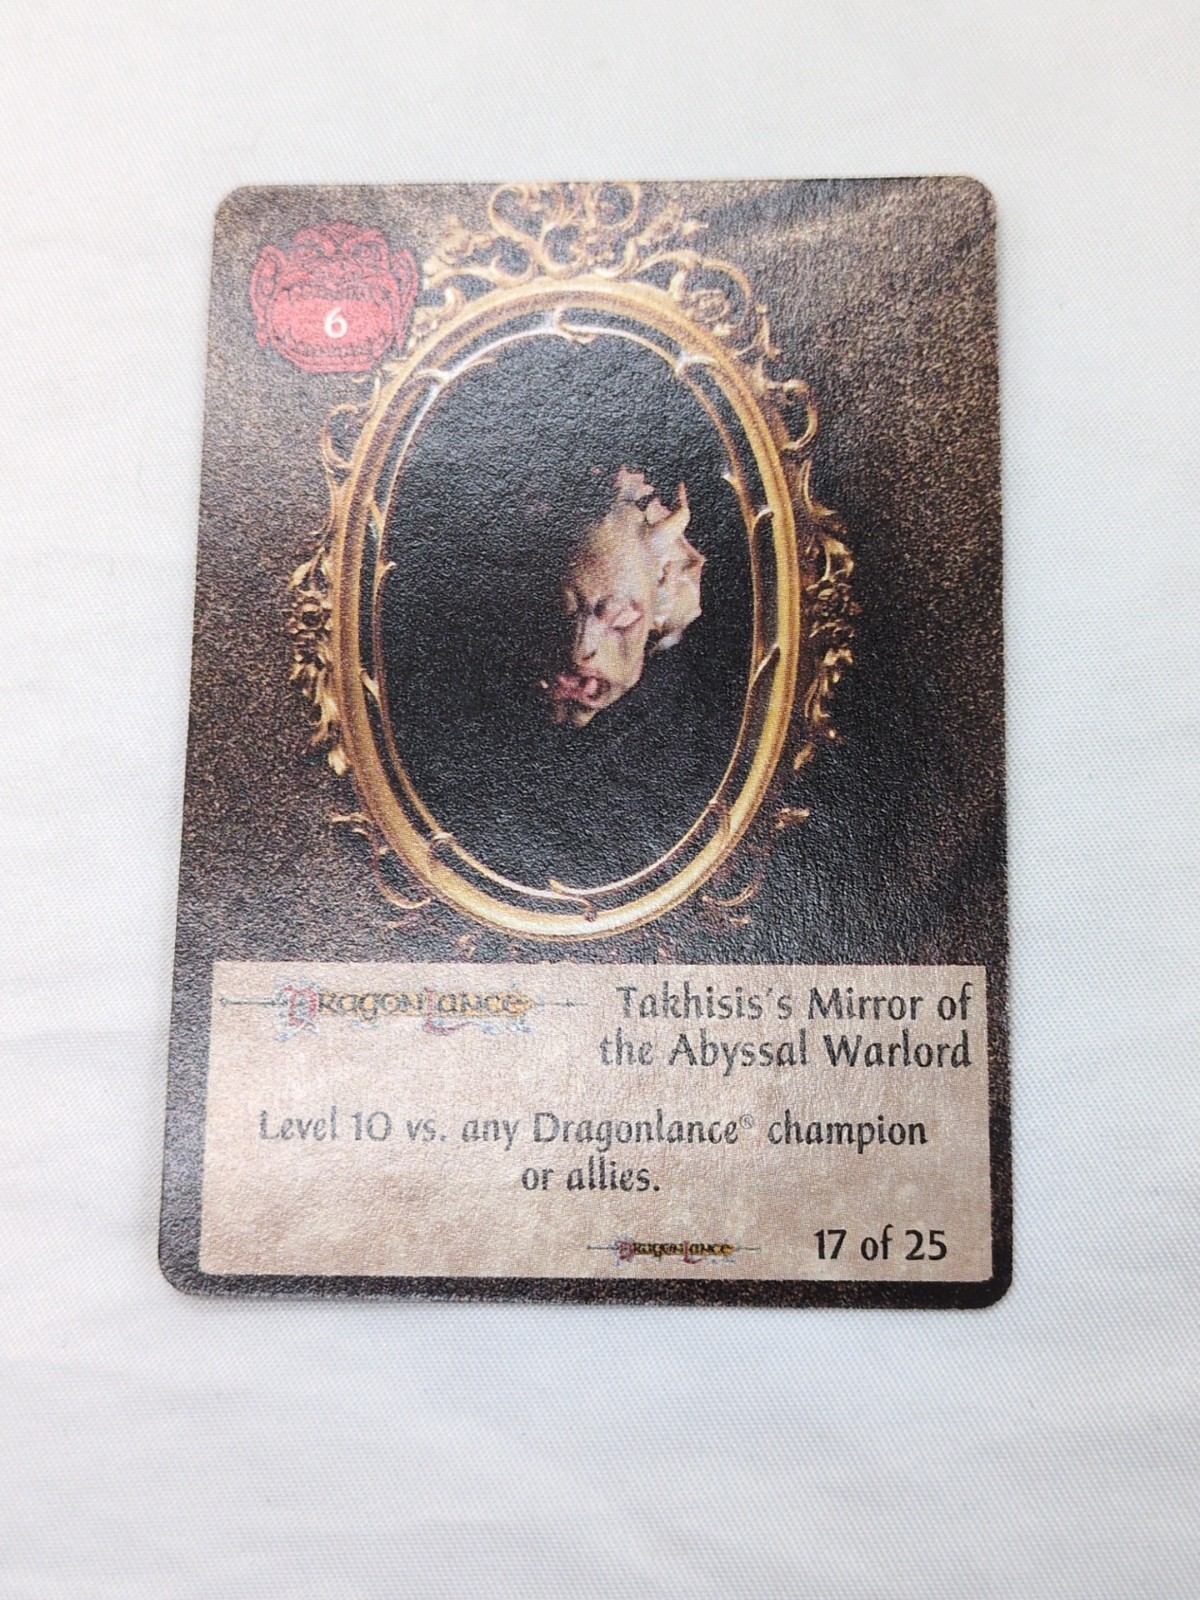 6
DRAGONLANCE
Takhisis's Mirror of
the Abyssal Warlord
Level 10 vs. any Dragonlance® champion
or allies.
DRAGONLANCE 17 of 25